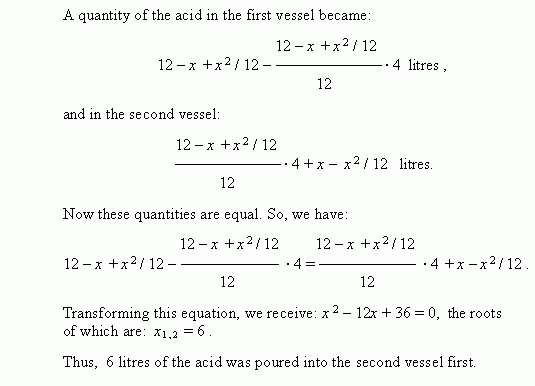 A quantity of the acid in the first vessel became:
12 – x + x² / 12
12 – x + x² / 12 – ――――――― · 4 litres ,
12
and in the second vessel:
12 – x + x² / 12
――――――― · 4 + x – x² / 12 litres.
12
Now these quantities are equal. So, we have:
12 – x + x² / 12 12 – x + x² / 12
12 – x + x² / 12 – ――――――― · 4 = ――――――― · 4 + x – x² / 12 .
12 12
Transforming this equation, we receive: x² – 12x + 36 = 0, the roots
of which are: x₁,₂ = 6 .
Thus, 6 litres of the acid was poured into the second vessel first.